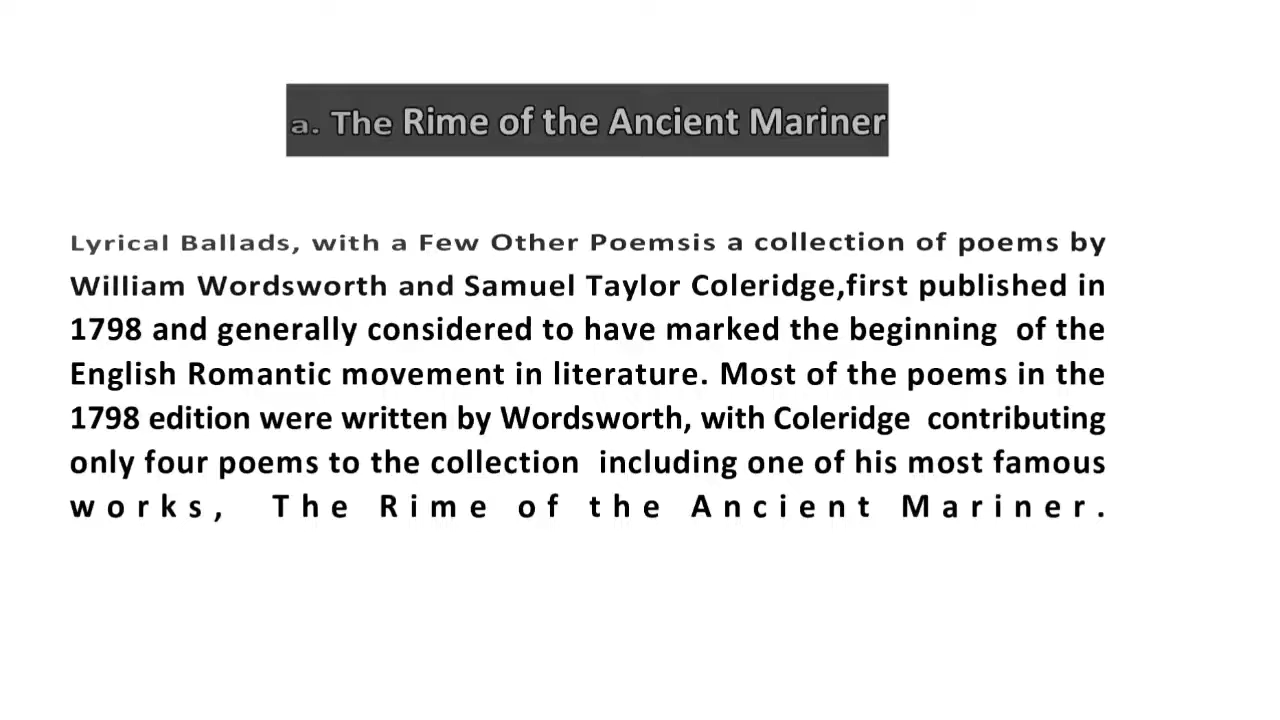 a. The Rime of the Ancient Mariner
Lyrical Ballads, with a Few Other Poemsis a collection of poems by
William Wordsworth and Samuel Taylor Coleridge,first published in
1798 and generally considered to have marked the beginning of the
English Romantic movement in literature. Most of the poems in the
1798 edition were written by Wordsworth, with Coleridge contributing
only four poems to the collection including one of his most famous
works, The Rime of the Ancient Mariner.